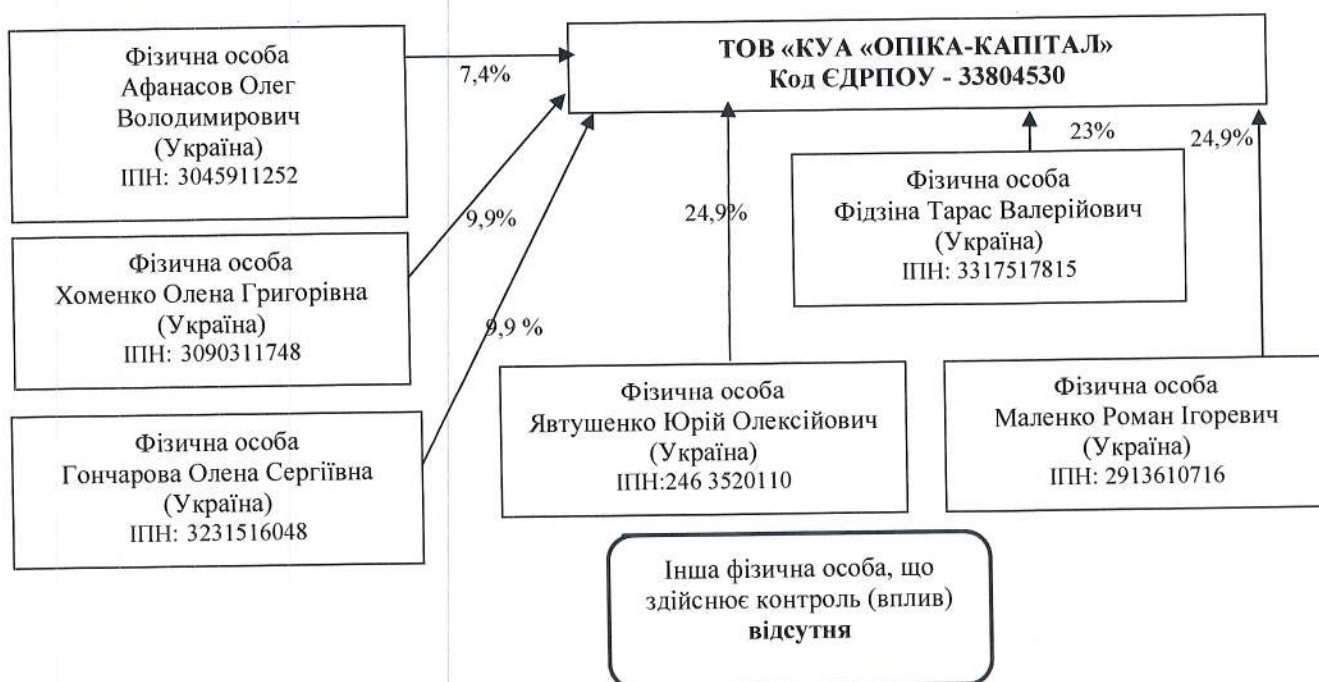 Фізична особа
Афанасов Олег
Володимирович
(Україна)
ІПН: 3045911252
7,4%
ТОВ «КУА «ОПІКА-КАПІТАЛ»
Код ЄДРПОУ - 33804530
Фізична особа
Хоменко Олена Григорівна
(Україна)
ІПН: 3090311748
9,9%
Фізична особа
Гончарова Олена Сергіївна
(Україна)
ІПН: 3231516048
9,9 %
24,9%
Фізична особа
Явтушенко Юрій Олексійович
(Україна)
ІПН:246 3520110
23%
Фізична особа
Фідзіна Тарас Валерійович
(Україна)
ІПН: 3317517815
24,9%
Фізична особа
Маленко Роман Ігоревич
(Україна)
ІПН: 2913610716
Інша фізична особа, що
здійснює контроль (вплив)
відсутня